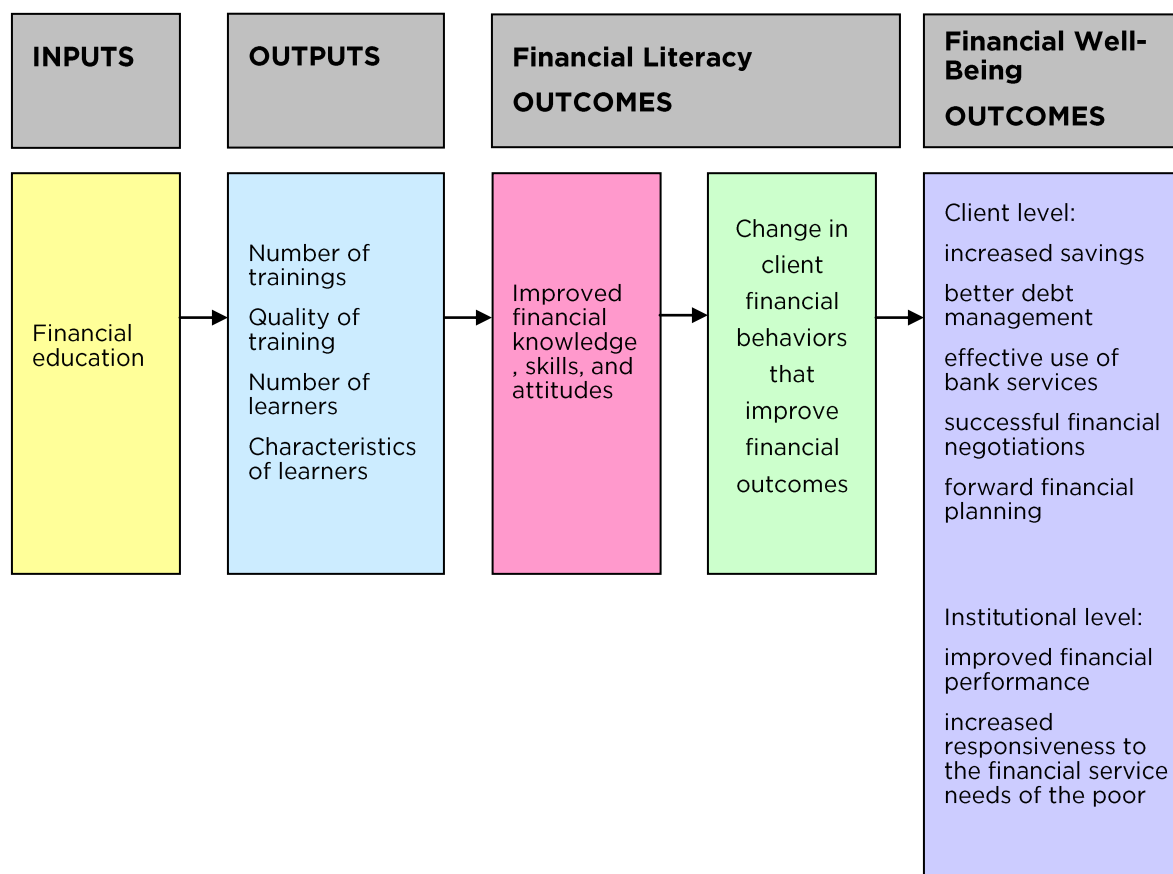 INPUTS
OUTPUTS
Financial Literacy
OUTCOMES
Financial Well-
Being
OUTCOMES
Financial
education
Number of
trainings
Quality of
training
Number of
learners
Characteristics
of learners
Improved
financial
knowledge
, skills, and
attitudes
Change in
client
financial
behaviors
that
improve
financial
outcomes
Client level:
increased savings
better debt
management
effective use of
bank services
successful financial
negotiations
forward financial
planning
Institutional level:
improved financial
performance
increased
responsiveness to
the financial service
needs of the poor